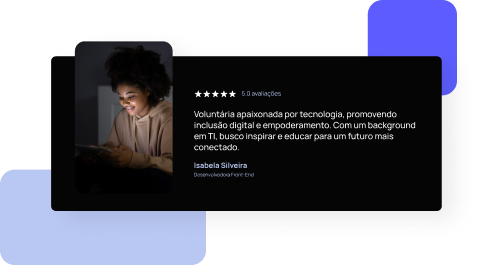 5.0 avaliações
Voluntária apaixonada por tecnologia, promovendo
inclusão digital e empoderamento. Com um background
em TI, busco inspirar e educar para um futuro mais
conectado.
Isabela Silveira
Desenvolvedora Front-End